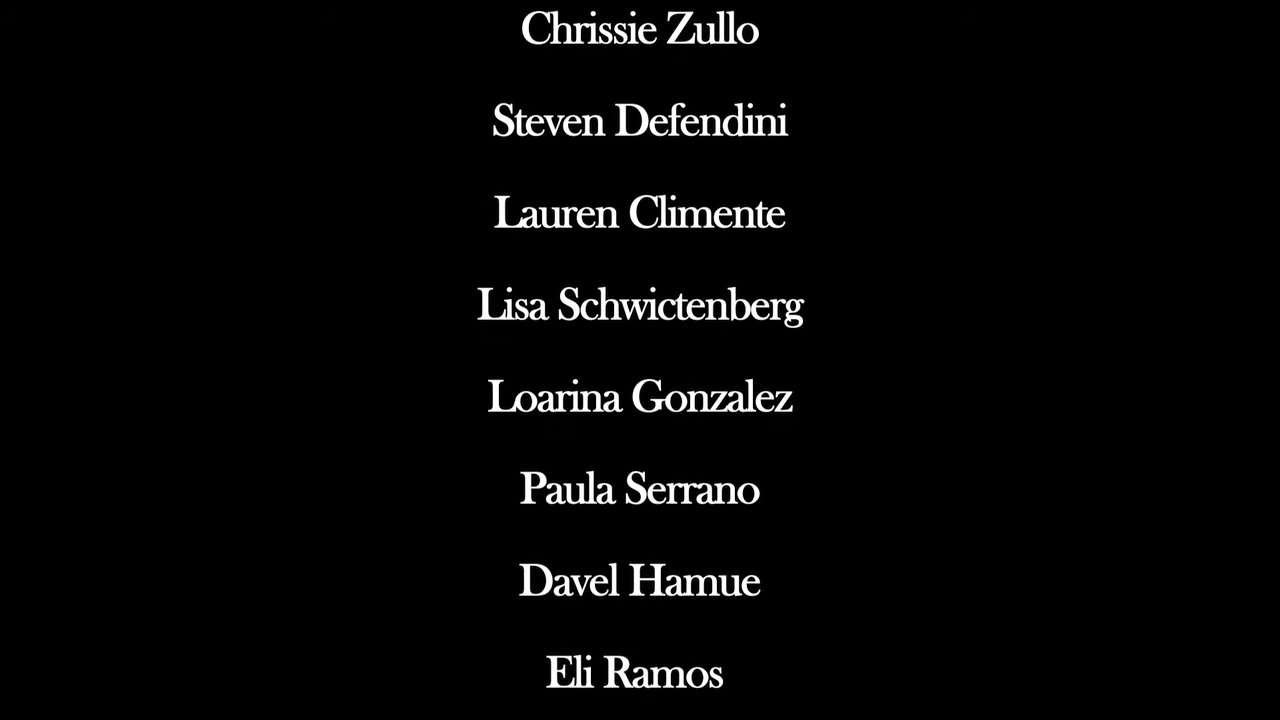 Chrissie Zullo
Steven Defendini
Lauren Climente
Lisa Schwictenberg
Loarina Gonzalez
Paula Serrano
Davel Hamue
Eli Ramos